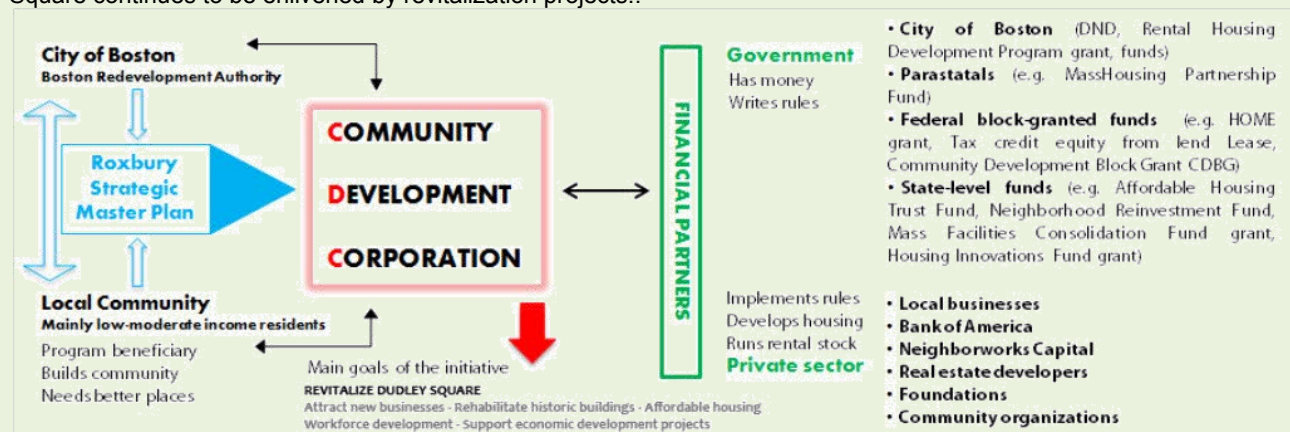 Square continues to be enlivened by revitalization projects..
City of Boston
Boston Redevelopment Authority
Roxbury
Strategic
Master Plan
Local Community
Mainly low-moderate income residents
Program beneficiary
Builds community
Needs better places
COMMUNITY
DEVELOPMENT
CORPORATION
Main goals of the initiative
REVITALIZE DUDLEY SQUARE
Attract new businesses - Rehabilitate historic buildings - Affordable housing
Workforce development - Support economic development projects
FINANCIAL PARTNERS
Government
Has money
Writes rules
Implements rules
Develops housing
Runs rental stock
Private sector
• City of Boston (DND, Rental Housing
Development Program grant, funds)
• Parastatals (e.g. MassHousing Partnership
Fund)
• Federal block-granted funds (e.g. HOME
grant, Tax credit equity from lend Lease,
Community Development Block Grant CDBG)
• State-level funds (e.g. Affordable Housing
Trust Fund, Neighborhood Reinvestment Fund,
Mass Facilities Consolidation Fund grant,
Housing Innovations Fund grant)
• Local businesses
• Bank of America
• Neighborworks Capital
• Real estate developers
• Foundations
• Community organizations